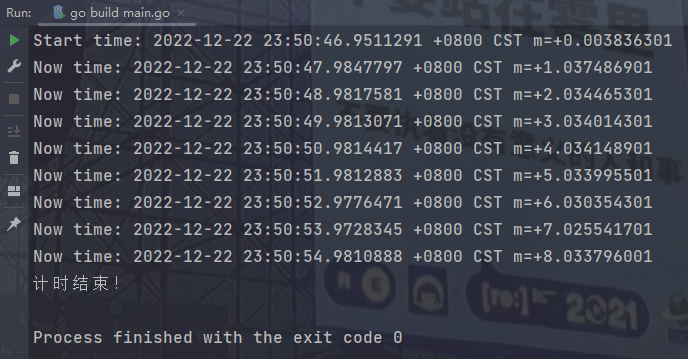 Run: go build main.go
Start time: 2022-12-22 23:50:46.9511291 +0800 CST m=+0.003836301
Now time: 2022-12-22 23:50:47.9847797 +0800 CST m=+1.037486901
Now time: 2022-12-22 23:50:48.9817581 +0800 CST m=+2.034465301
Now time: 2022-12-22 23:50:49.9813071 +0800 CST m=+3.034014301
Now time: 2022-12-22 23:50:50.9814417 +0800 CST m=+4.034148901
Now time: 2022-12-22 23:50:51.9812883 +0800 CST m=+5.033995501
Now time: 2022-12-22 23:50:52.9776471 +0800 CST m=+6.030354301
Now time: 2022-12-22 23:50:53.9728345 +0800 CST m=+7.025541701
Now time: 2022-12-22 23:50:54.9810888 +0800 CST m=+8.033796001
计时结束!
[re:] 2021
Process finished with the exit code 0